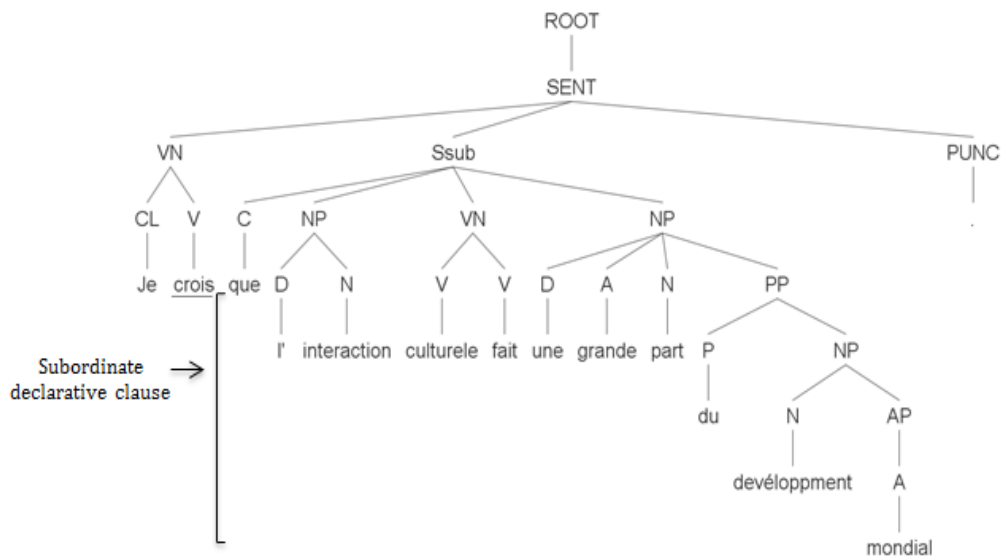 ROOT
SENT
VN Ssub PUNC
CL V C NP VN NP .
Je crois que D N V V D A N PP
l' interaction culturele fait une grande part P NP
Subordinate
declarative clause
du N AP
devéloppment A
mondial